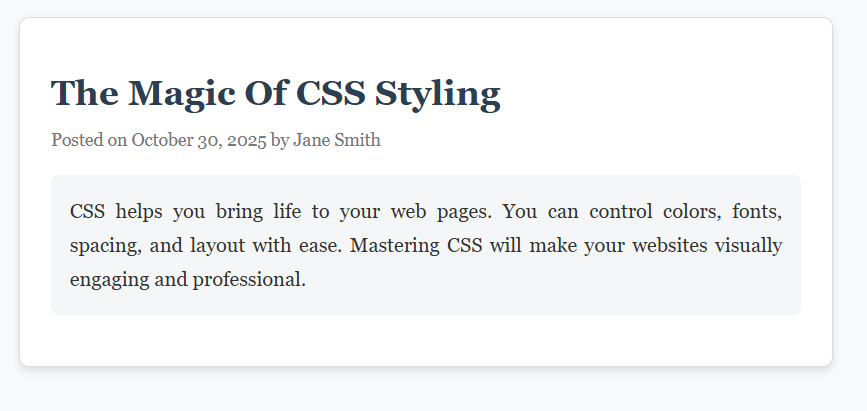 The Magic Of CSS Styling
Posted on October 30, 2025 by Jane Smith
CSS helps you bring life to your web pages. You can control colors, fonts,
spacing, and layout with ease. Mastering CSS will make your websites visually
engaging and professional.